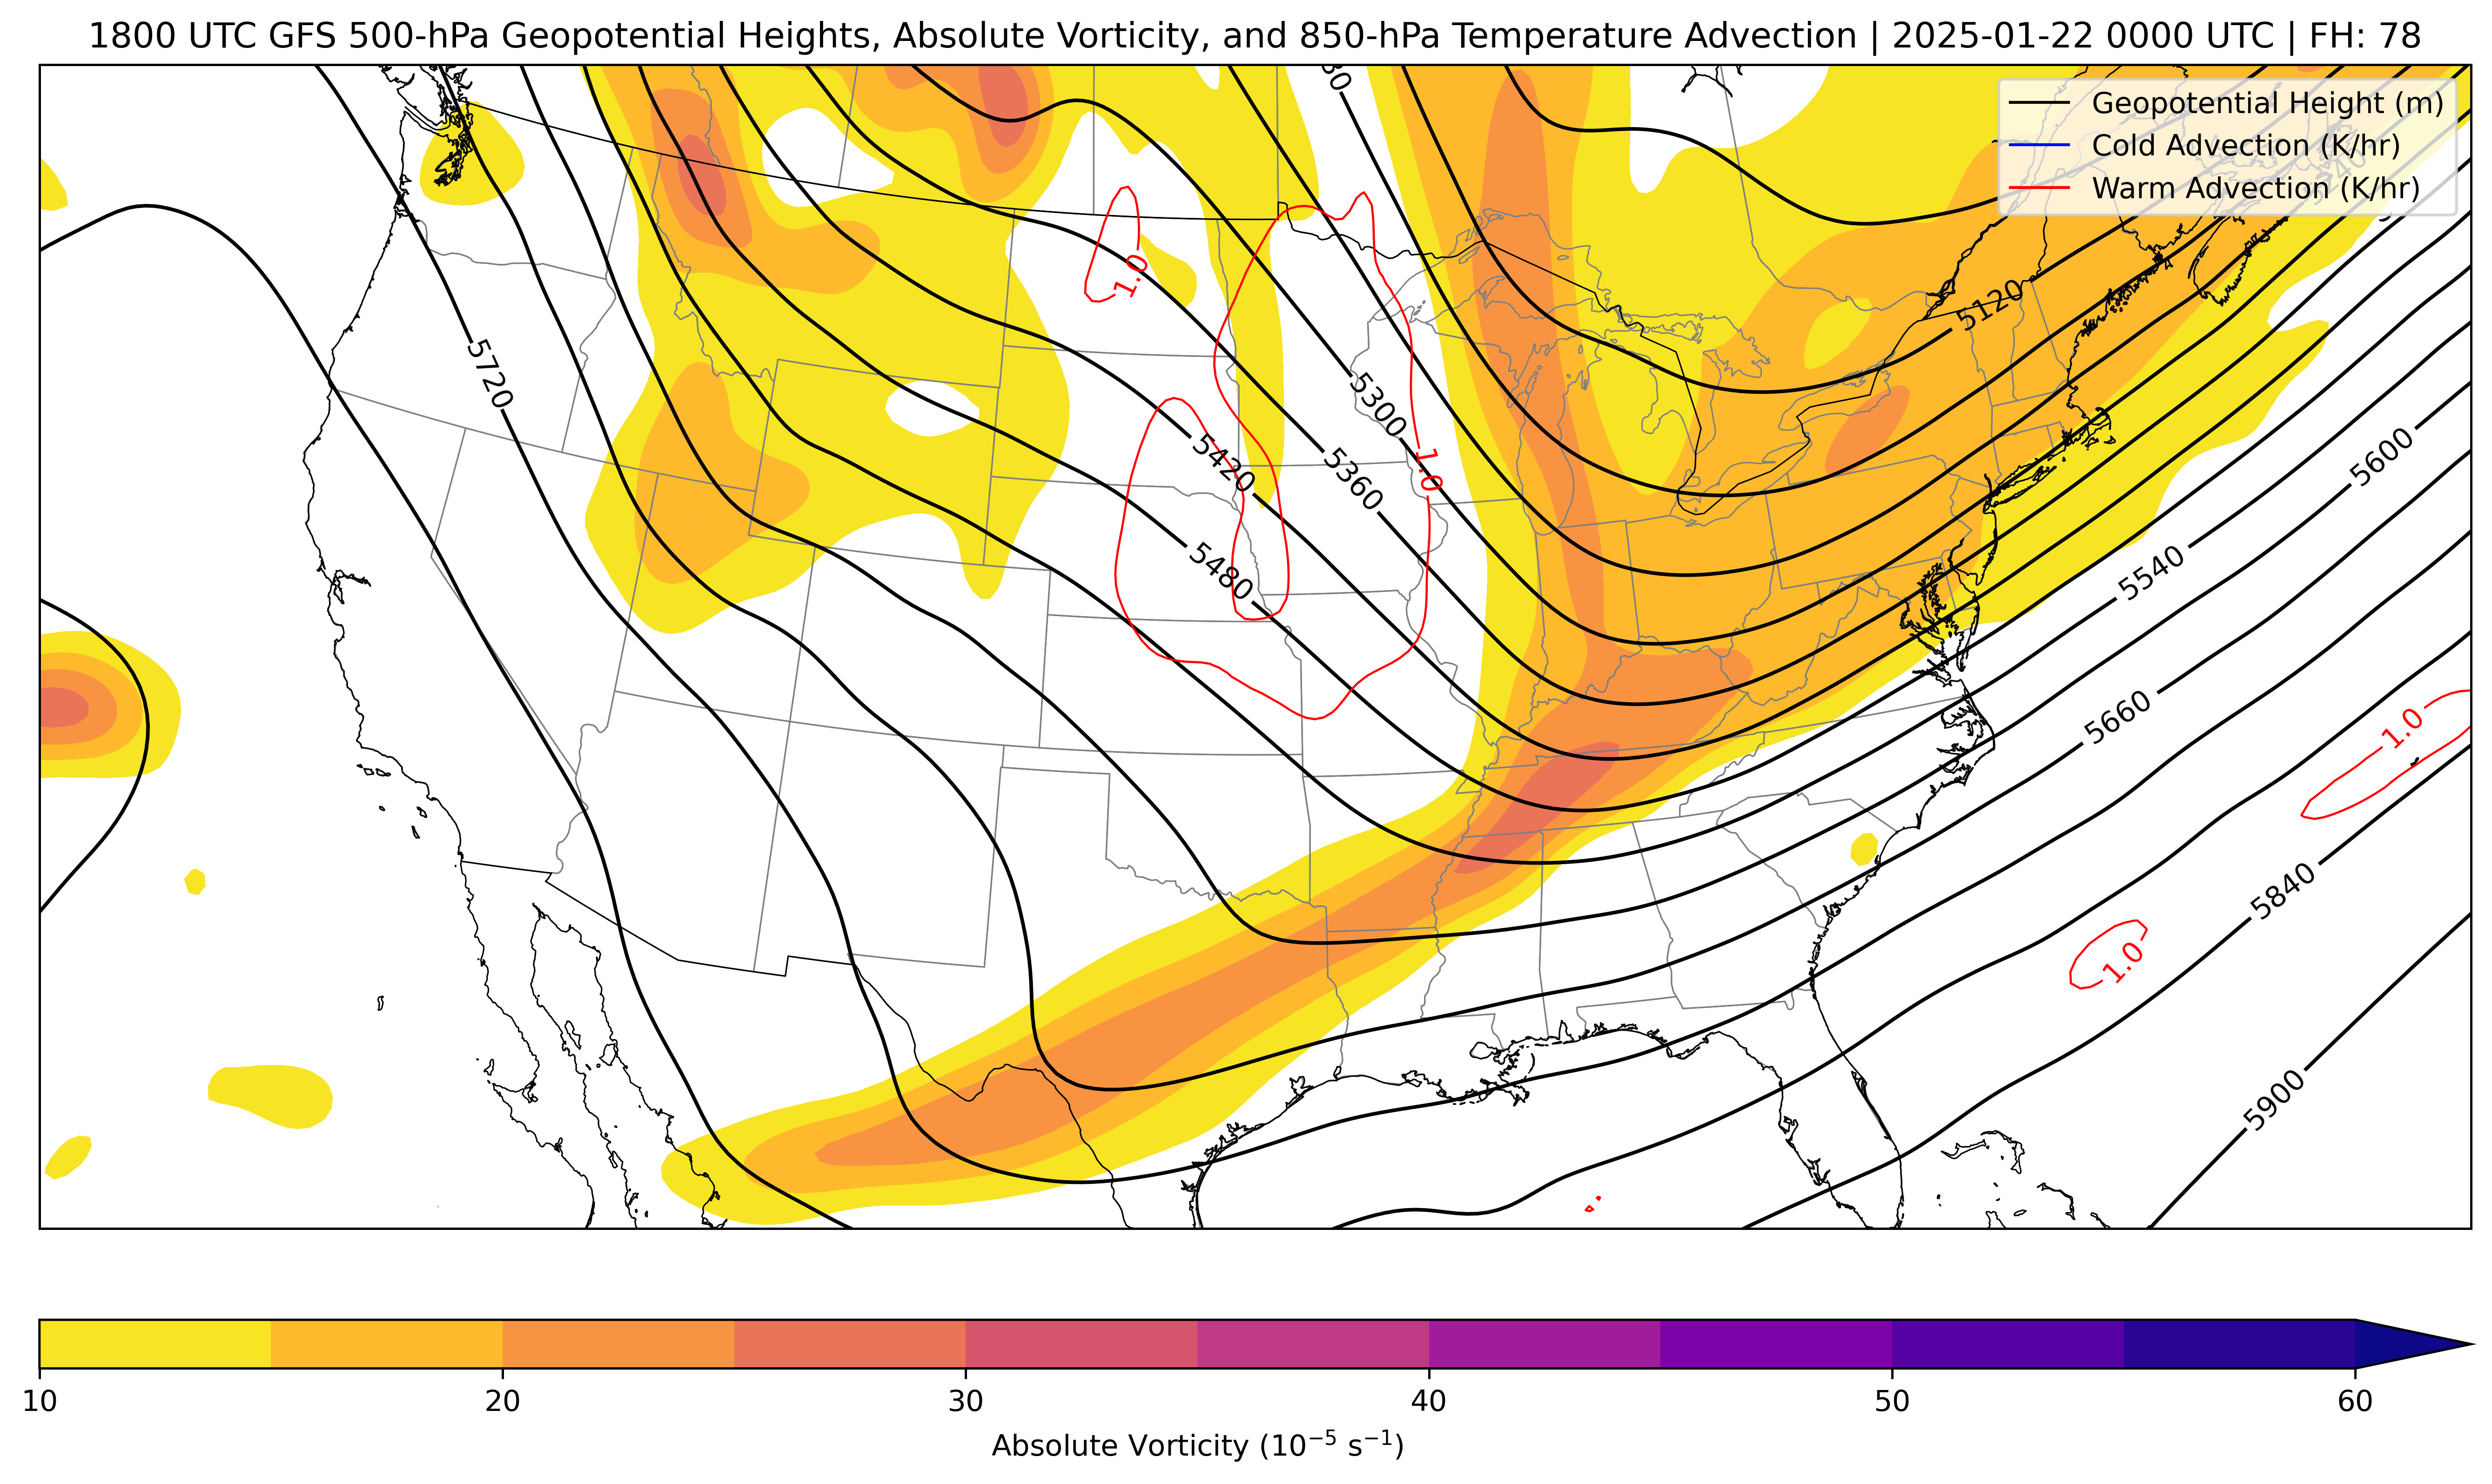 1800 UTC GFS 500-hPa Geopotential Heights, Absolute Vorticity, and 850-hPa Temperature Advection | 2025-01-22 0000 UTC | FH: 78
Geopotential Height (m)
Cold Advection (K/hr)
Warm Advection (K/hr)
1.0
5120
5720
5300
5420
5360
1.0
5600
5480
5540
5660
1.0
5840
1.0
5900
10 20 30 40 50 60
Absolute Vorticity (10⁻⁵ s⁻¹)